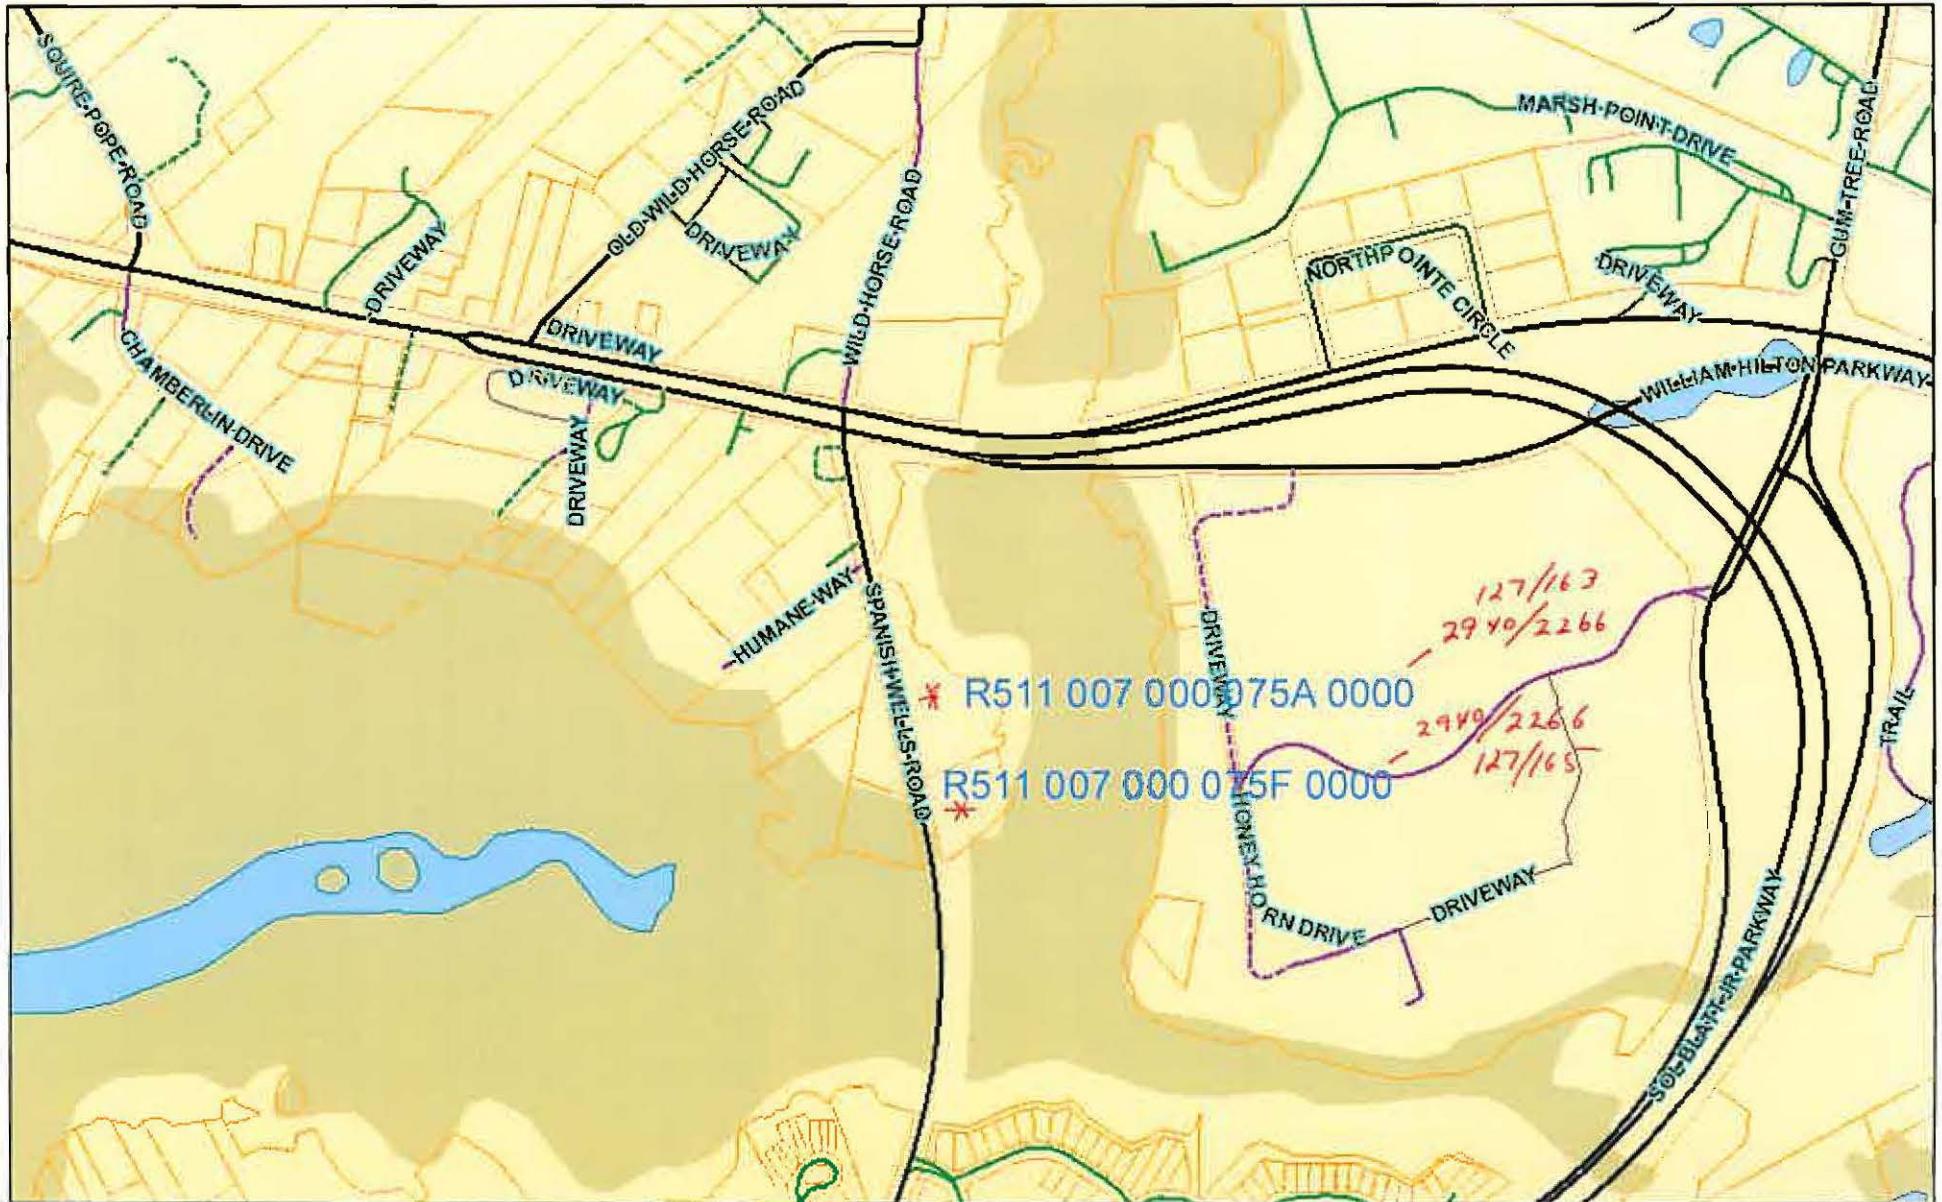 SQUIRE POPE ROAD
OLD WILD HORSE ROAD
DRIVEWAY
DRIVEWAY
WILD HORSE ROAD
MARSH POINT DRIVE
GUM TREE ROAD
NORTHPOINTE CIRCLE
DRIVEWAY
DRIVEWAY
DRIVEWAY
CHAMBERLIN DRIVE
DRIVEWAY
WILLIAM HILTON PARKWAY
HUMANE WAY
SPANISH WELLS ROAD
DRIVEWAY
127/163
2940/2266
* R511 007 000 075A 0000
2940/2266
127/165
R511 007 000 075F 0000
*
TRAIL
HONEY HORN DRIVE
DRIVEWAY
SOL BLATT JR PARKWAY